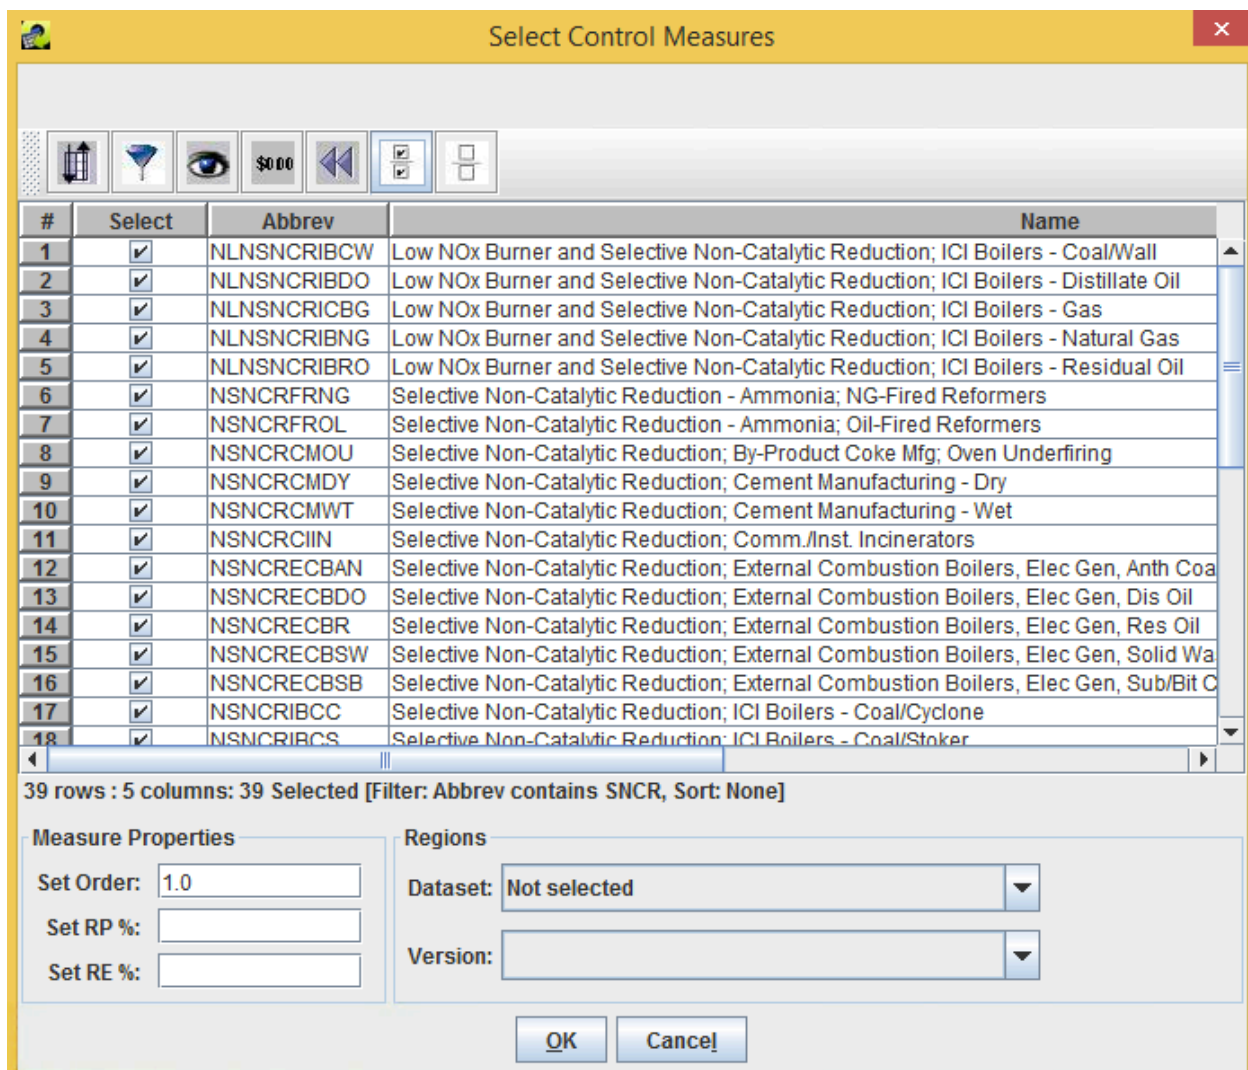 Select Control Measures
$0.00
# Select Abbrev Name
1 NLNSNCRIBCW Low NOx Burner and Selective Non-Catalytic Reduction; ICI Boilers - Coal/Wall
2 NLNSNCRIBDO Low NOx Burner and Selective Non-Catalytic Reduction; ICI Boilers - Distillate Oil
3 NLNSNCRICBG Low NOx Burner and Selective Non-Catalytic Reduction; ICI Boilers - Gas
4 NLNSNCRIBNG Low NOx Burner and Selective Non-Catalytic Reduction; ICI Boilers - Natural Gas
5 NLNSNCRIBRO Low NOx Burner and Selective Non-Catalytic Reduction; ICI Boilers - Residual Oil
6 NSNCRFRNG Selective Non-Catalytic Reduction - Ammonia; NG-Fired Reformers
7 NSNCRFROL Selective Non-Catalytic Reduction - Ammonia; Oil-Fired Reformers
8 NSNCRCMOU Selective Non-Catalytic Reduction; By-Product Coke Mfg; Oven Underfiring
9 NSNCRCMDY Selective Non-Catalytic Reduction; Cement Manufacturing - Dry
10 NSNCRCMWT Selective Non-Catalytic Reduction; Cement Manufacturing - Wet
11 NSNCRCIIN Selective Non-Catalytic Reduction; Comm./Inst. Incinerators
12 NSNCRECBAN Selective Non-Catalytic Reduction; External Combustion Boilers, Elec Gen, Anth Coa
13 NSNCRECBDO Selective Non-Catalytic Reduction; External Combustion Boilers, Elec Gen, Dis Oil
14 NSNCRECBR Selective Non-Catalytic Reduction; External Combustion Boilers, Elec Gen, Res Oil
15 NSNCRECBSW Selective Non-Catalytic Reduction; External Combustion Boilers, Elec Gen, Solid Wa
16 NSNCRECBSB Selective Non-Catalytic Reduction; External Combustion Boilers, Elec Gen, Sub/Bit C
17 NSNCRIBCC Selective Non-Catalytic Reduction; ICI Boilers - Coal/Cyclone
18 NSNCRIBCS Selective Non-Catalytic Reduction; ICI Boilers - Coal/Stoker
39 rows : 5 columns: 39 Selected [Filter: Abbrev contains SNCR, Sort: None]
Measure Properties
Set Order: 1.0
Set RP %:
Set RE %:
Regions
Dataset: Not selected
Version:
OK Cancel